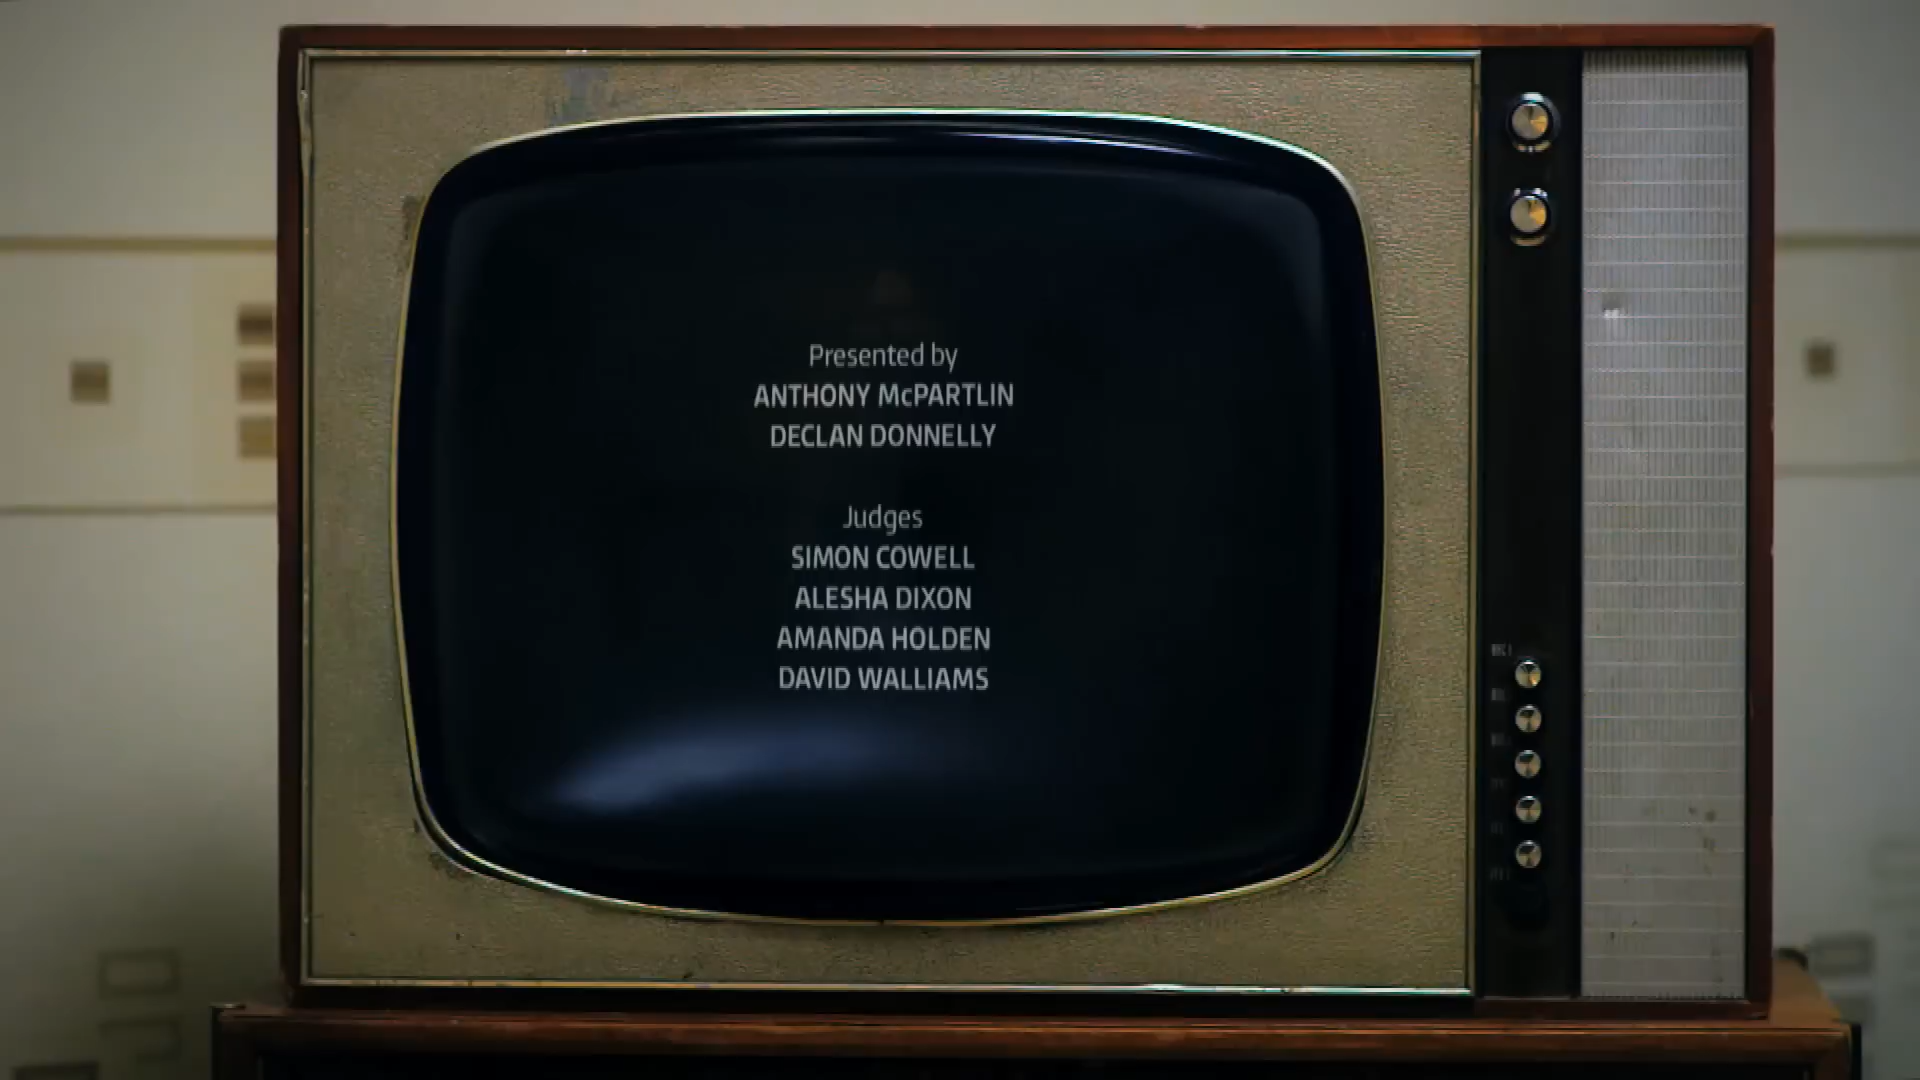 Presented by
ANTHONY McPARTLIN
DECLAN DONNELLY
Judges
SIMON COWELL
ALESHA DIXON
AMANDA HOLDEN
DAVID WALLIAMS